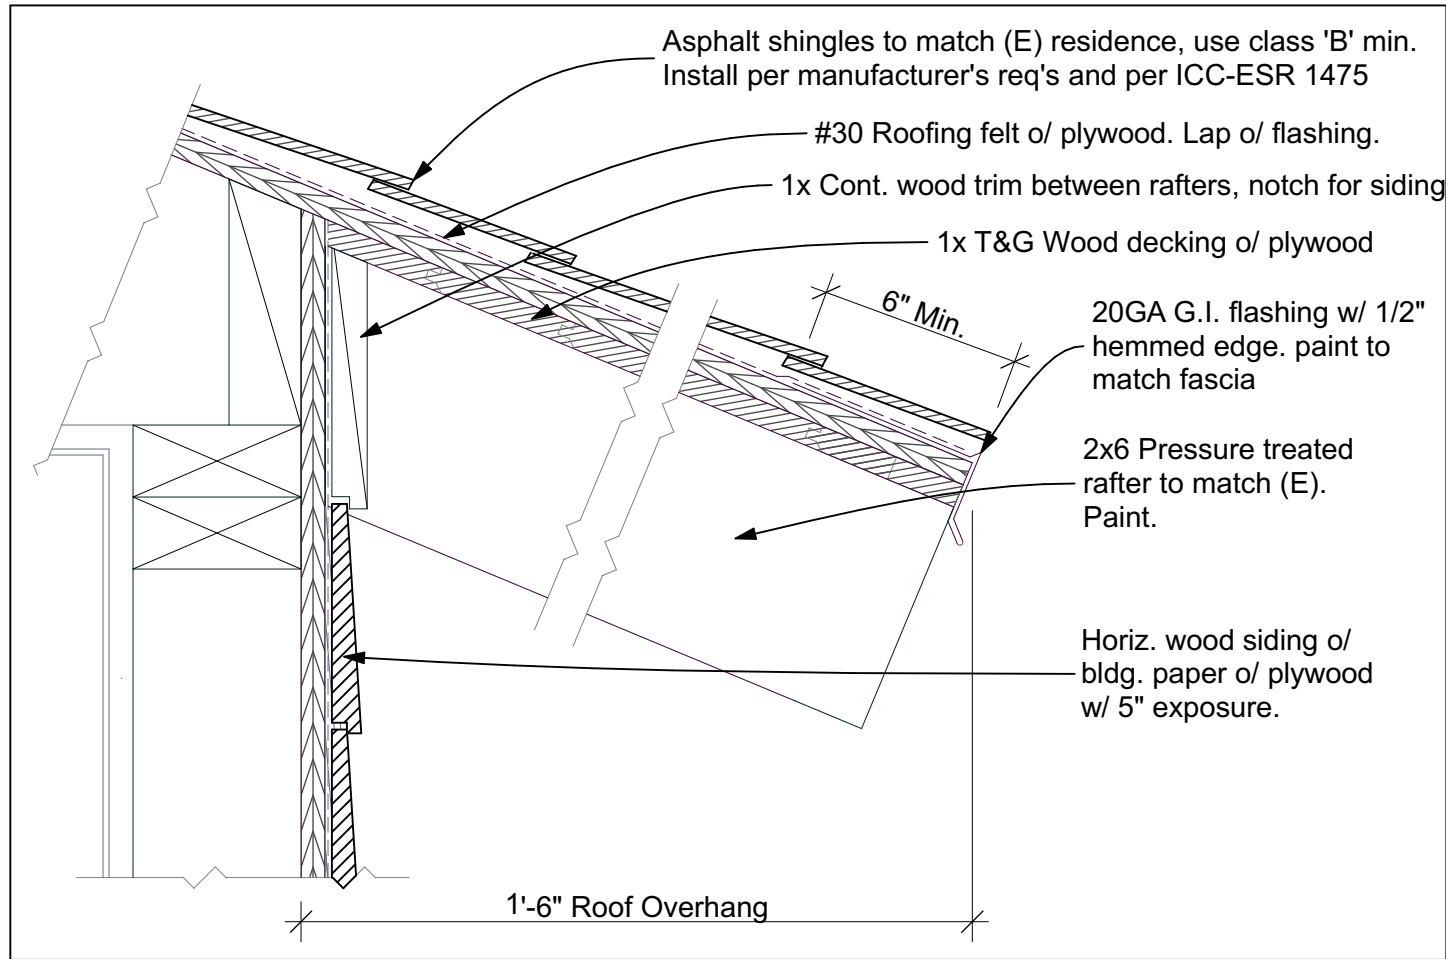 Asphalt shingles to match (E) residence, use class 'B' min.
Install per manufacturer's req's and per ICC-ESR 1475
#30 Roofing felt o/ plywood. Lap o/ flashing.
1x Cont. wood trim between rafters, notch for siding
1x T&G Wood decking o/ plywood
6" Min.
20GA G.I. flashing w/ 1/2"
hemmed edge. paint to
match fascia
2x6 Pressure treated
rafter to match (E).
Paint.
Horiz. wood siding o/
bldg. paper o/ plywood
w/ 5" exposure.
1'-6" Roof Overhang